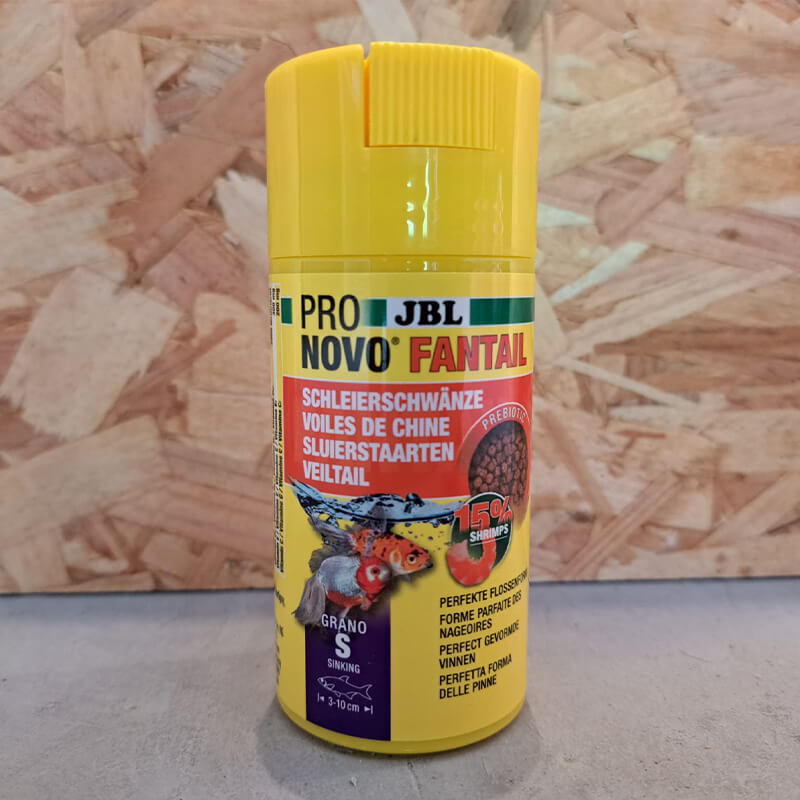 PRO JBL
NOVO® FANTAIL
SCHLEIERSCHWÄNZE
VOILES DE CHINE
SLUIERSTAARTEN
VEILTAIL
PREBIOTIC
15%
SHRIMPS
GRANO
S
SINKING
3-10 cm
PERFEKTE FLOSSENFORM
FORME PARFAITE DES
NAGEOIRES
PERFECT GEVORMDE
VINNEN
PERFETTA FORMA
DELLE PINNE